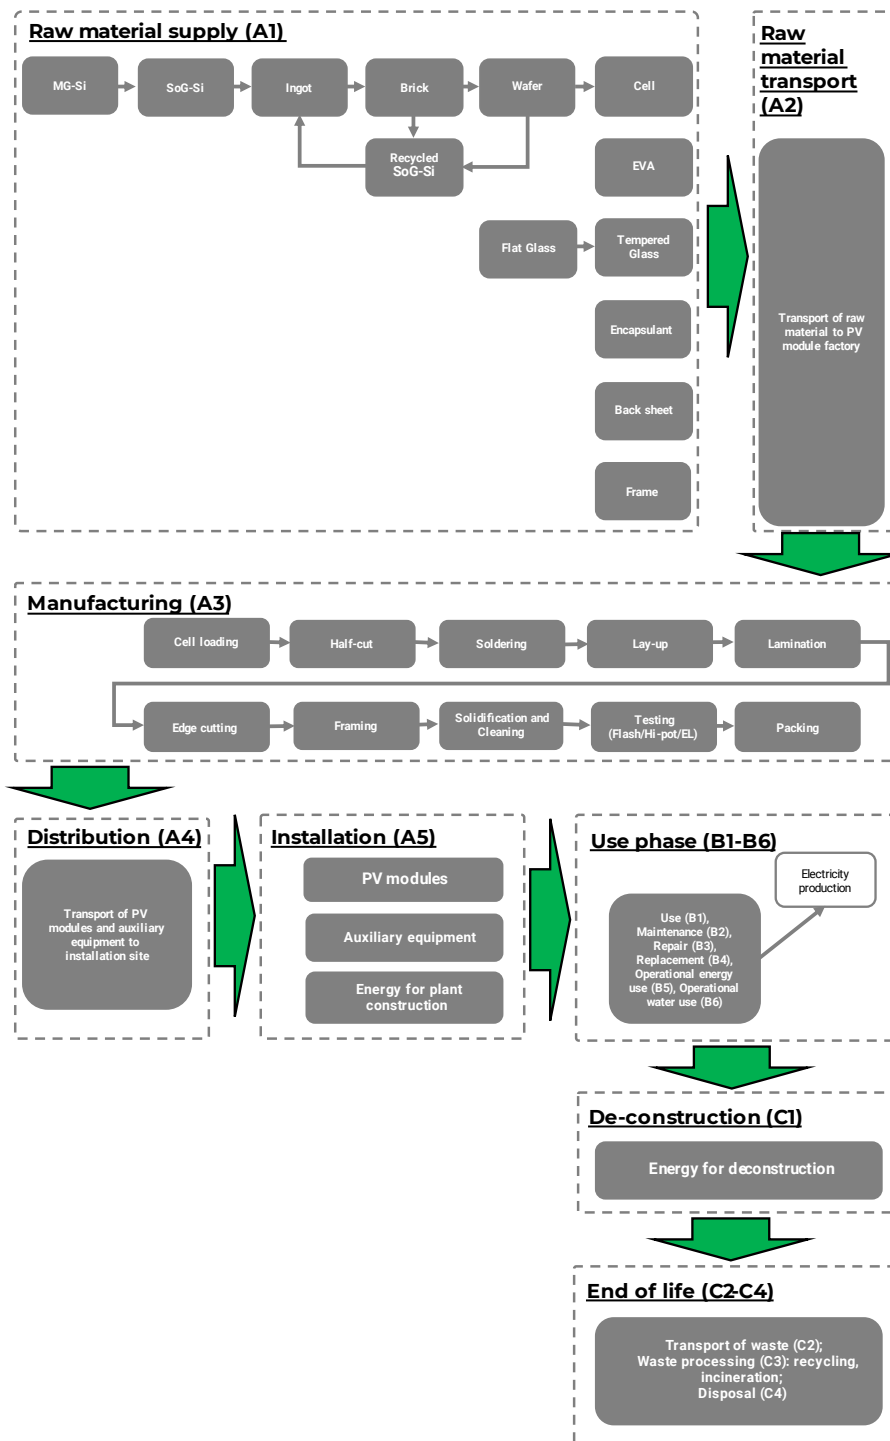 Raw material supply (A1)
MG-Si
SoG-Si
Ingot
Brick
Wafer
Cell
Recycled
SoG-Si
EVA
Flat Glass
Tempered
Glass
Encapsulant
Back sheet
Frame
Raw
material
transport
(A2)
Transport of raw
material to PV
module factory
Manufacturing (A3)
Cell loading
Half-cut
Soldering
Lay-up
Lamination
Edge cutting
Framing
Solidification and
Cleaning
Testing
(Flash/Hi-pot/EL)
Packing
Distribution (A4)
Transport of PV
modules and auxiliary
equipment to
installation site
Installation (A5)
PV modules
Auxiliary equipment
Energy for plant
construction
Use phase (B1-B6)
Electricity
production
Use (B1),
Maintenance (B2),
Repair (B3),
Replacement (B4),
Operational energy
use (B5), Operational
water use (B6)
De-construction (C1)
Energy for deconstruction
End of life (C2-C4)
Transport of waste (C2);
Waste processing (C3): recycling,
incineration;
Disposal (C4)